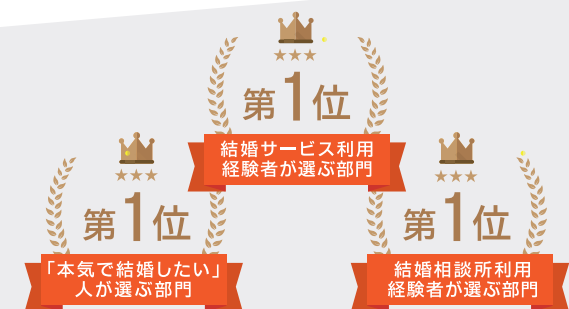 第1位
結婚サービス利用
経験者が選ぶ部門
第1位
「本気で結婚したい」
人が選ぶ部門
第1位
結婚相談所利用
経験者が選ぶ部門